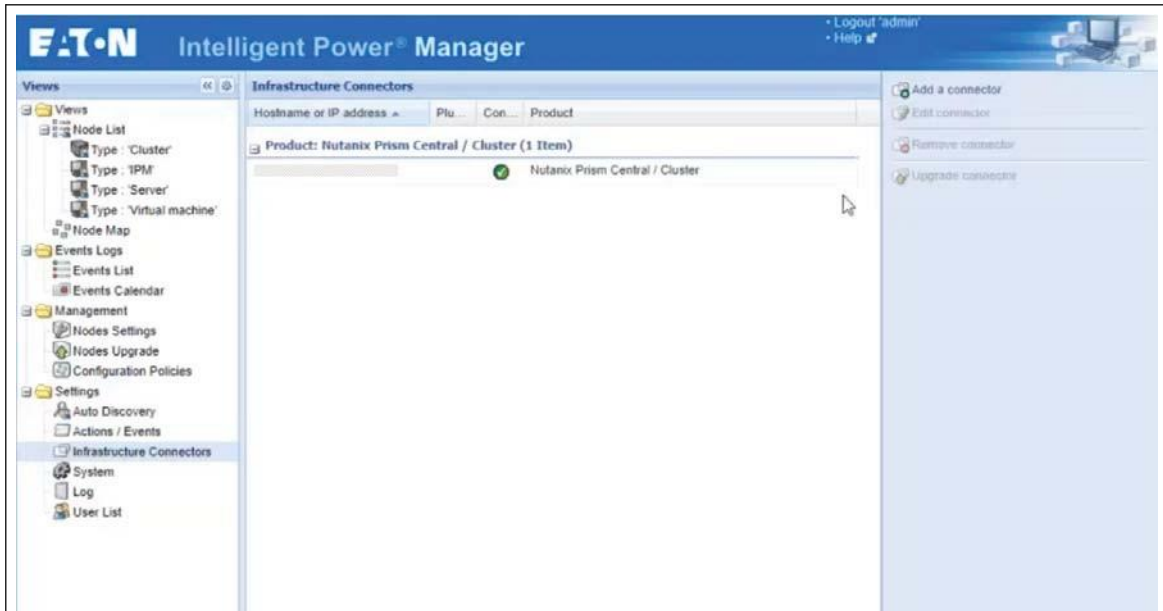 EATON Intelligent Power® Manager
• Logout 'admin'
• Help
Views
Views
Node List
Type : 'Cluster'
Type : 'IPM'
Type : 'Server'
Type : 'Virtual machine'
Node Map
Events Logs
Events List
Events Calendar
Management
Nodes Settings
Nodes Upgrade
Configuration Policies
Settings
Auto Discovery
Actions / Events
Infrastructure Connectors
System
Log
User List
Infrastructure Connectors
Hostname or IP address Plu... Con... Product
Product: Nutanix Prism Central / Cluster (1 Item)
Nutanix Prism Central / Cluster
Add a connector
Edit connector
Remove connector
Upgrade connector